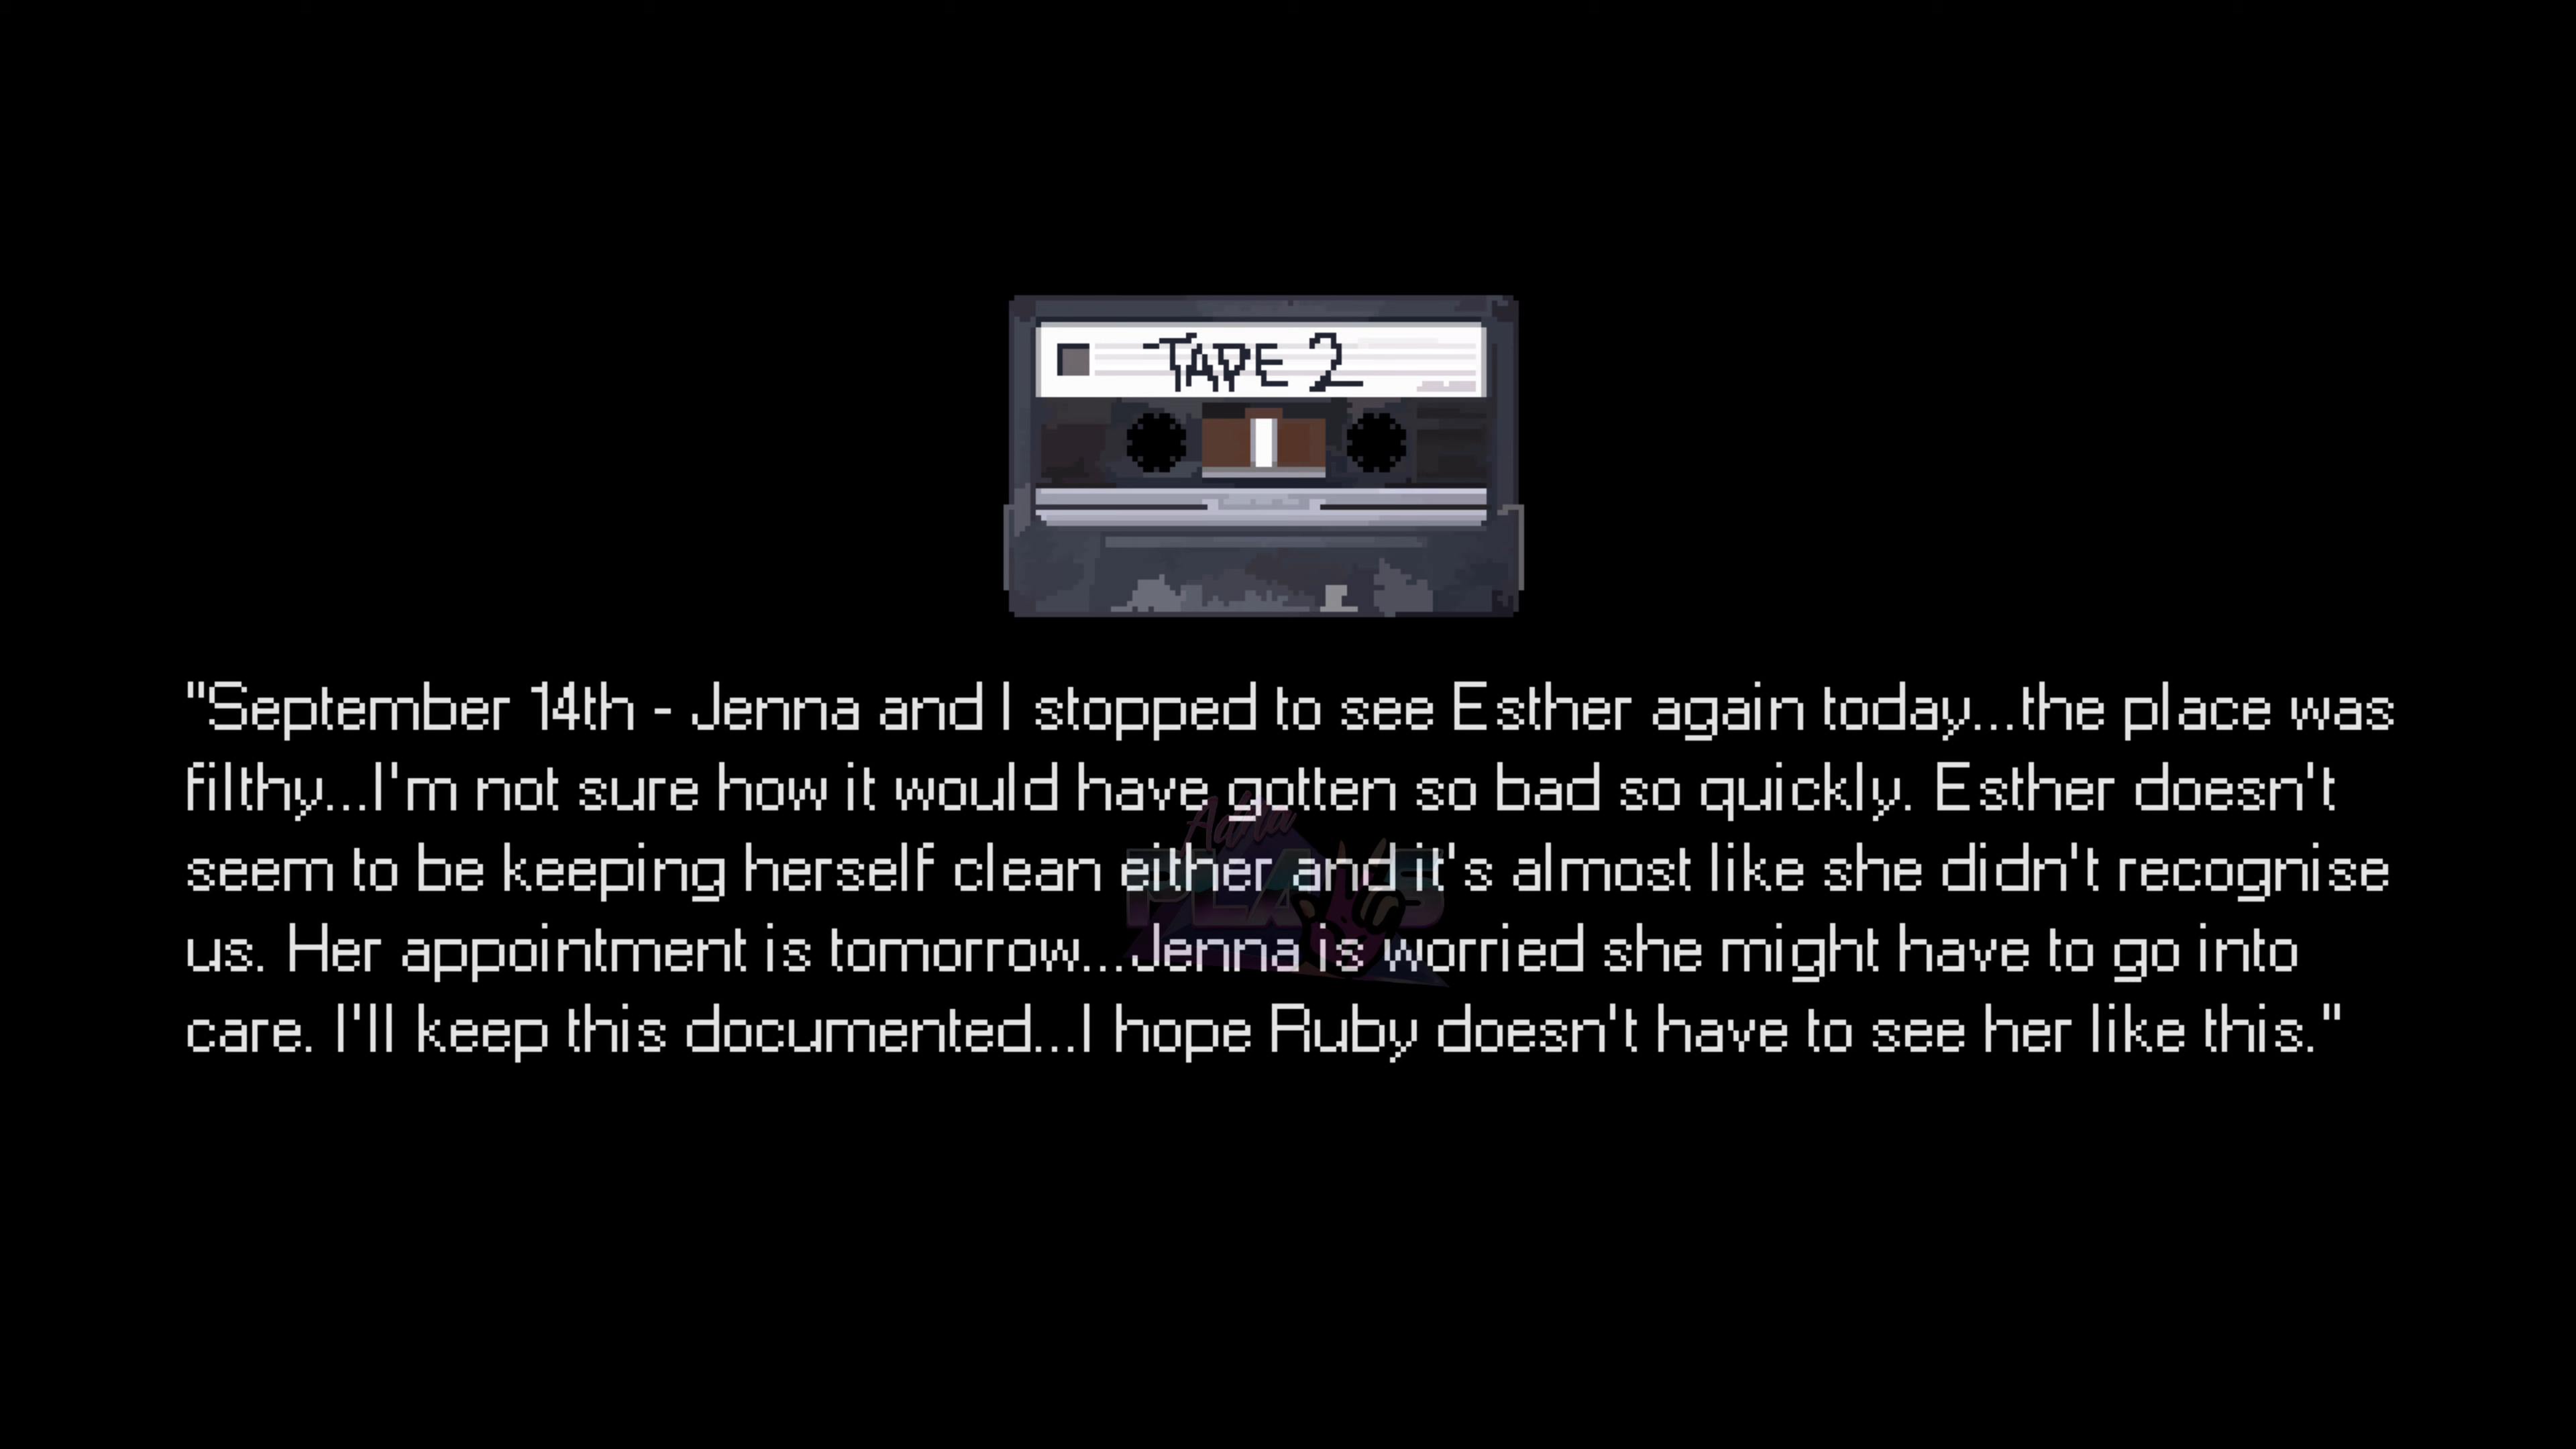 TAPE 2
"September 14th - Jenna and I stopped to see Esther again today...the place was
filthy...I'm not sure how it would have gotten so bad so quickly. Esther doesn't
seem to be keeping herself clean either and it's almost like she didn't recognise
us. Her appointment is tomorrow...Jenna is worried she might have to go into
care. I'll keep this documented...I hope Ruby doesn't have to see her like this."
PLAYS